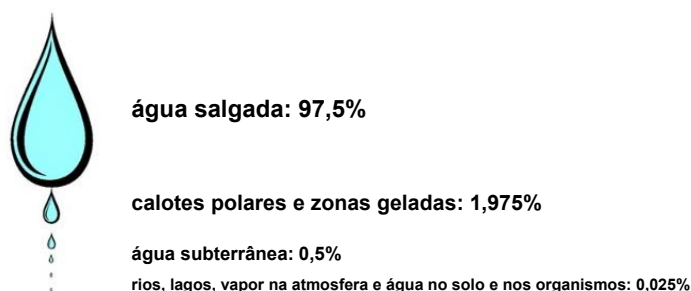 água salgada: 97,5%
calotes polares e zonas geladas: 1,975%
água subterrânea: 0,5%
rios, lagos, vapor na atmosfera e água no solo e nos organismos: 0,025%